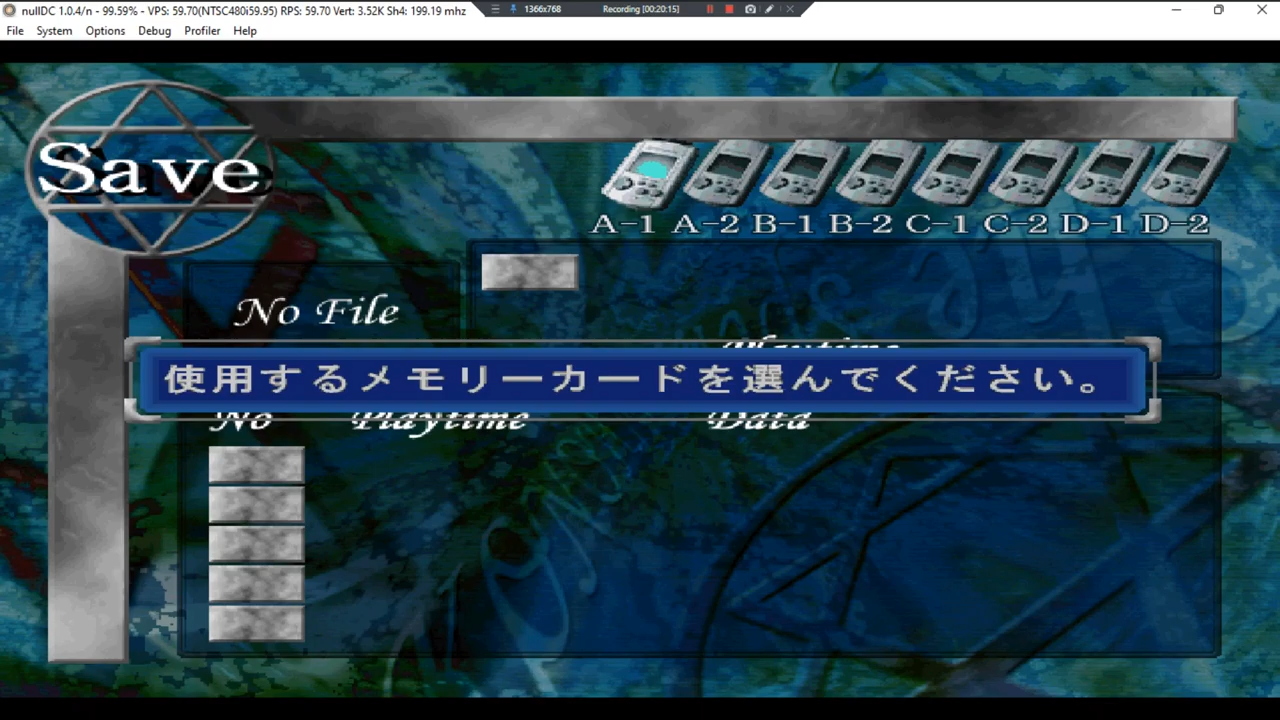 nullDC 1.0.4/n - 99.59% - VPS: 59.70(NTSC480i59.95) RPS: 59.70 Vert: 3.52K Sh4: 199.19 mhz
1366x768 Recording [00:20:15]
File System Options Debug Profiler Help
Save
A-1 A-2 B-1 B-2 C-1 C-2 D-1 D-2
No File
Playtime
使用するメモリーカードを選んでください。
No Playtime Data